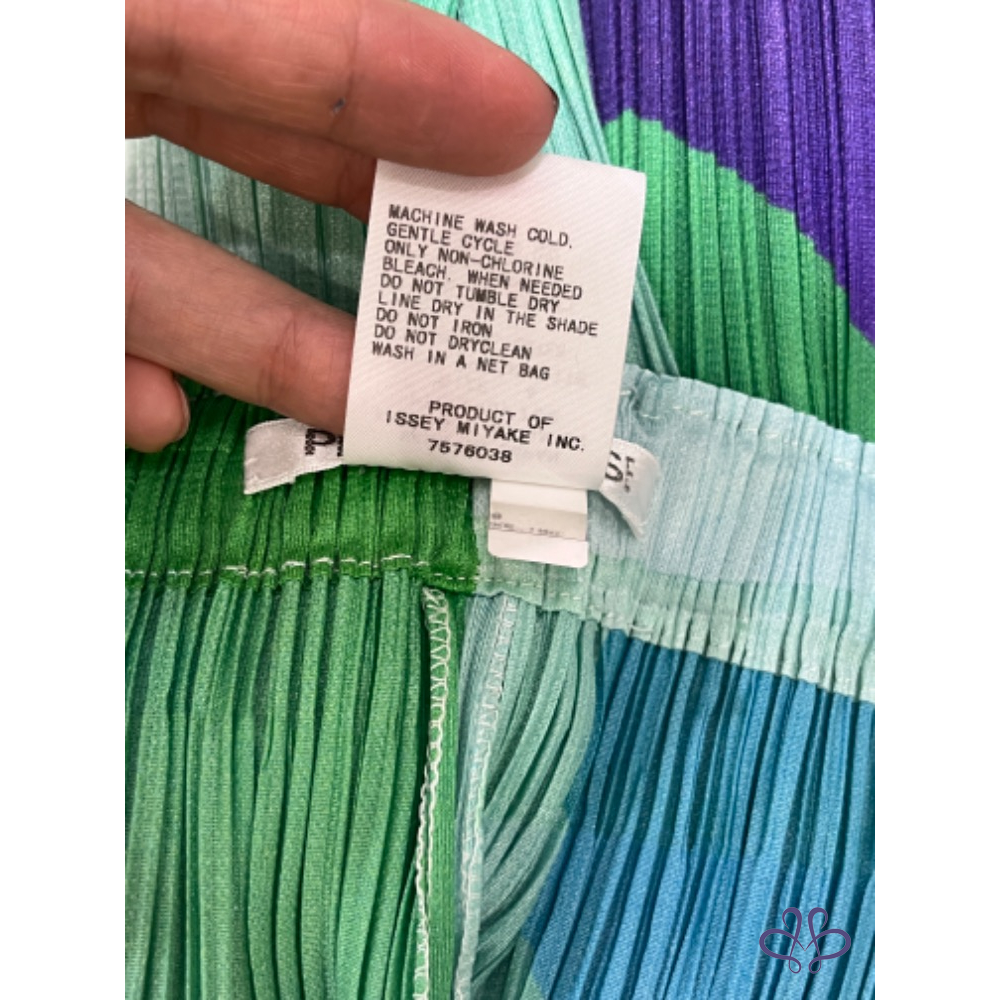 MACHINE WASH COLD.
GENTLE CYCLE
ONLY NON-CHLORINE
BLEACH. WHEN NEEDED
DO NOT TUMBLE DRY
LINE DRY IN THE SHADE
DO NOT IRON
DO NOT DRYCLEAN
WASH IN A NET BAG
PRODUCT OF
ISSEY MIYAKE INC.
7576038